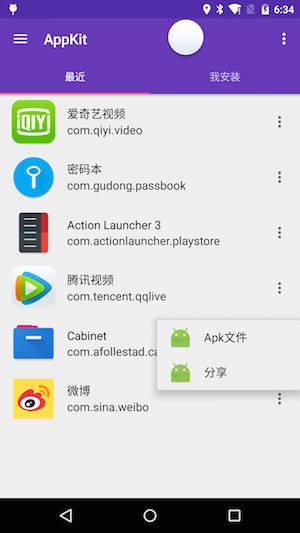 6:34
AppKit
最近
我安装
QIY
爱奇艺视频
com.qiyi.video
密码本
com.gudong.passbook
Action Launcher 3
com.actionlauncher.playstore
腾讯视频
com.tencent.qqlive
Cabinet
com.afollestad.ca
Apk文件
分享
微博
com.sina.weibo